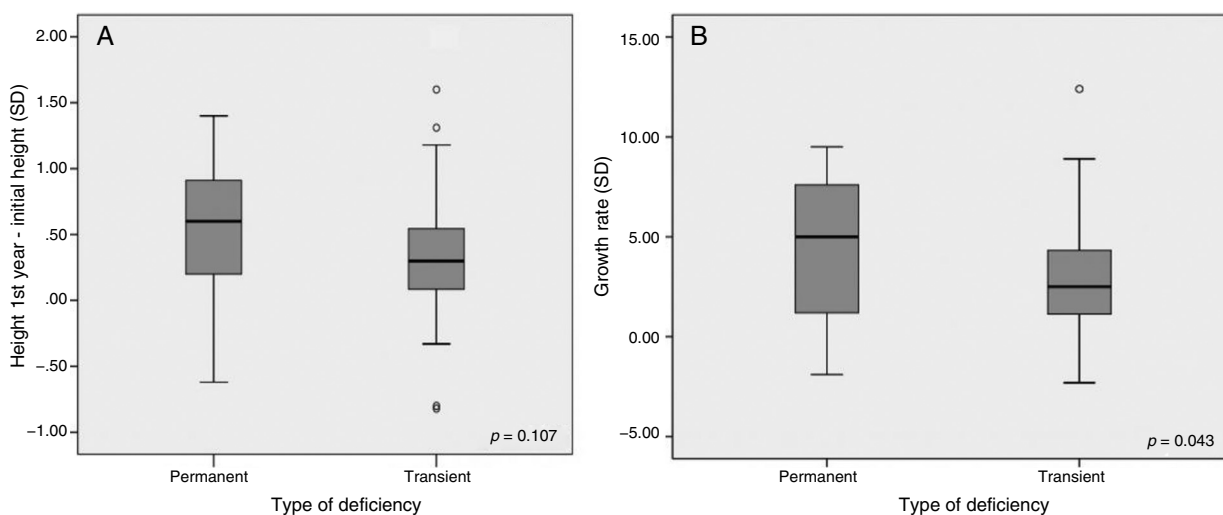 A
Height 1st year - initial height (SD)
2.00
1.50
1.00
.50
.00
−.50
−1.00
p = 0.107
Permanent Transient
Type of deficiency
B
Growth rate (SD)
15.00
10.00
5.00
0.00
−5.00
p = 0.043
Permanent Transient
Type of deficiency